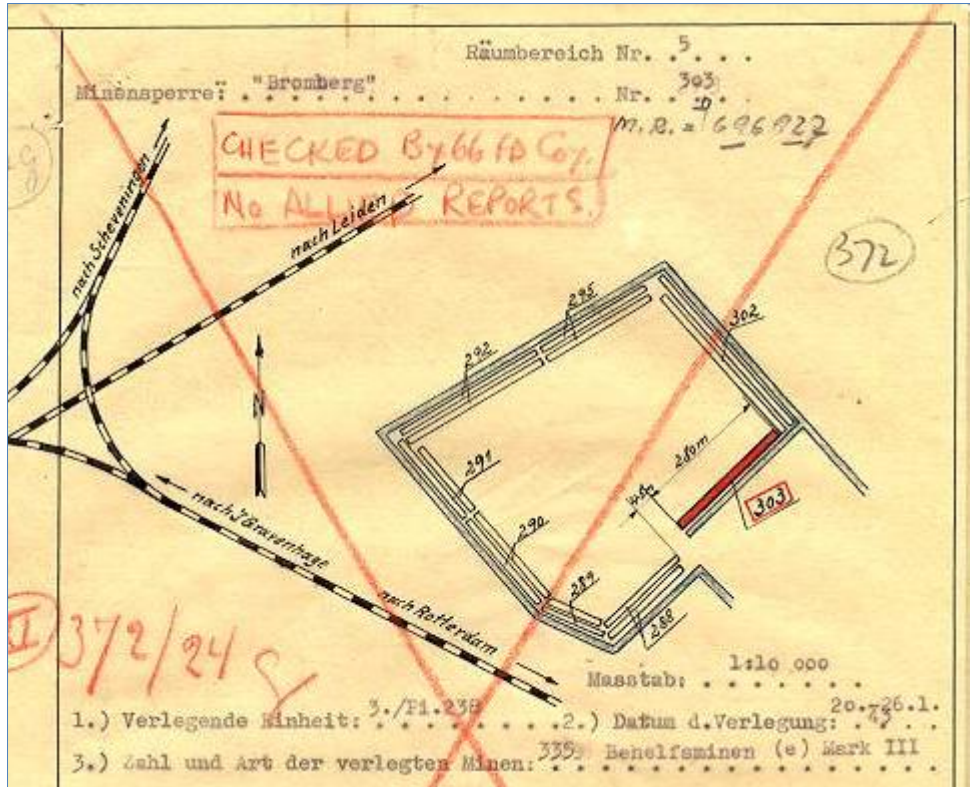 Räumbereich Nr. 5
Minensperre: "Bromberg" Nr. 303
M.R. = 696927
CHECKED By 66 FD Coy.
No REPORTS.
nach Scheveningen
nach Leiden
372
295
302
292
N
291
280m
303
290
nach s'Gravenhage
289
nach Rotterdam
288
372/24
Masstab: 1:10 000
1.) Verlegende Einheit: 3./Pi.238 2.) Datum d.Verlegung: 20.-26.1.43
3.) Zahl und Art der verlegten Minen: 335 Behelfsminen (e) Mark III